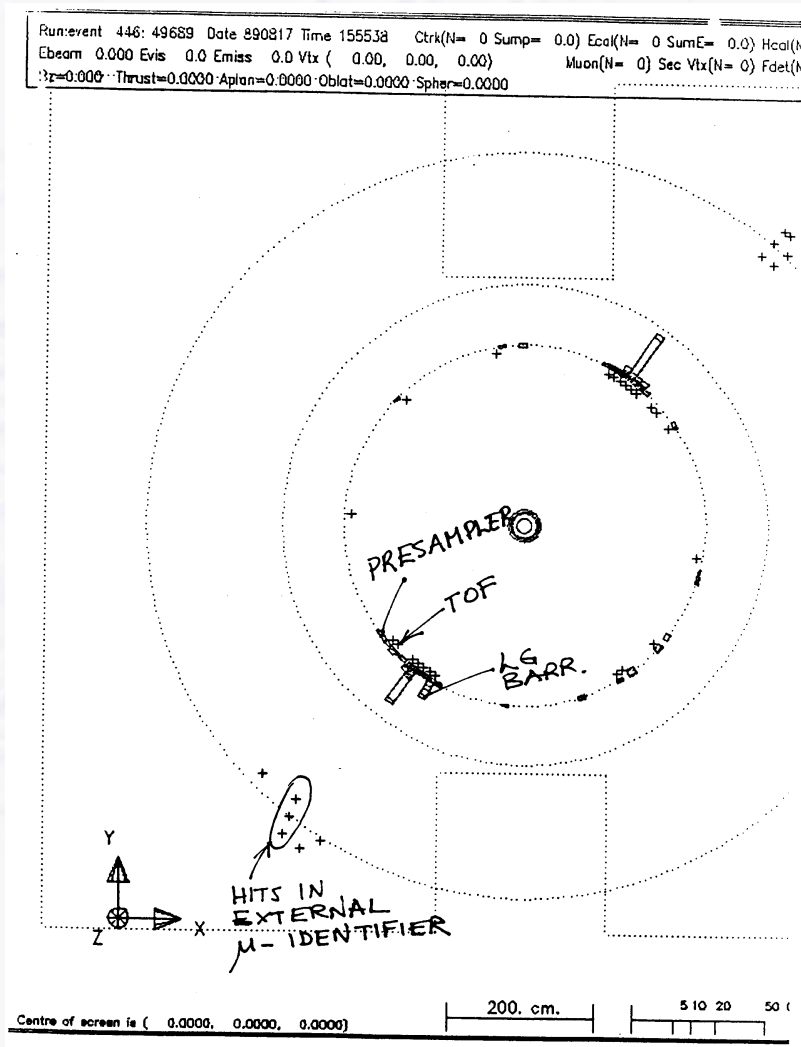 Run:event 446: 49689 Date 890817 Time 155538 Ctrk(N= 0 Sump= 0.0) Ecal(N= 0 SumE= 0.0) Hcal(N
Ebeam 0.000 Evis 0.0 Emiss 0.0 Vtx ( 0.00, 0.00, 0.00) Muon(N= 0) Sec Vtx(N= 0) Fdet(N
Bz=0.000 Thrust=0.0000 Aplan=0.0000 Oblat=0.0000 Spher=0.0000
PRESAMPLER
TOF
LG
BARR.
Y
Z
X
HITS IN
EXTERNAL
μ- IDENTIFIER
200. cm.
5 10 20 50 (
Centre of screen is ( 0.0000, 0.0000, 0.0000)